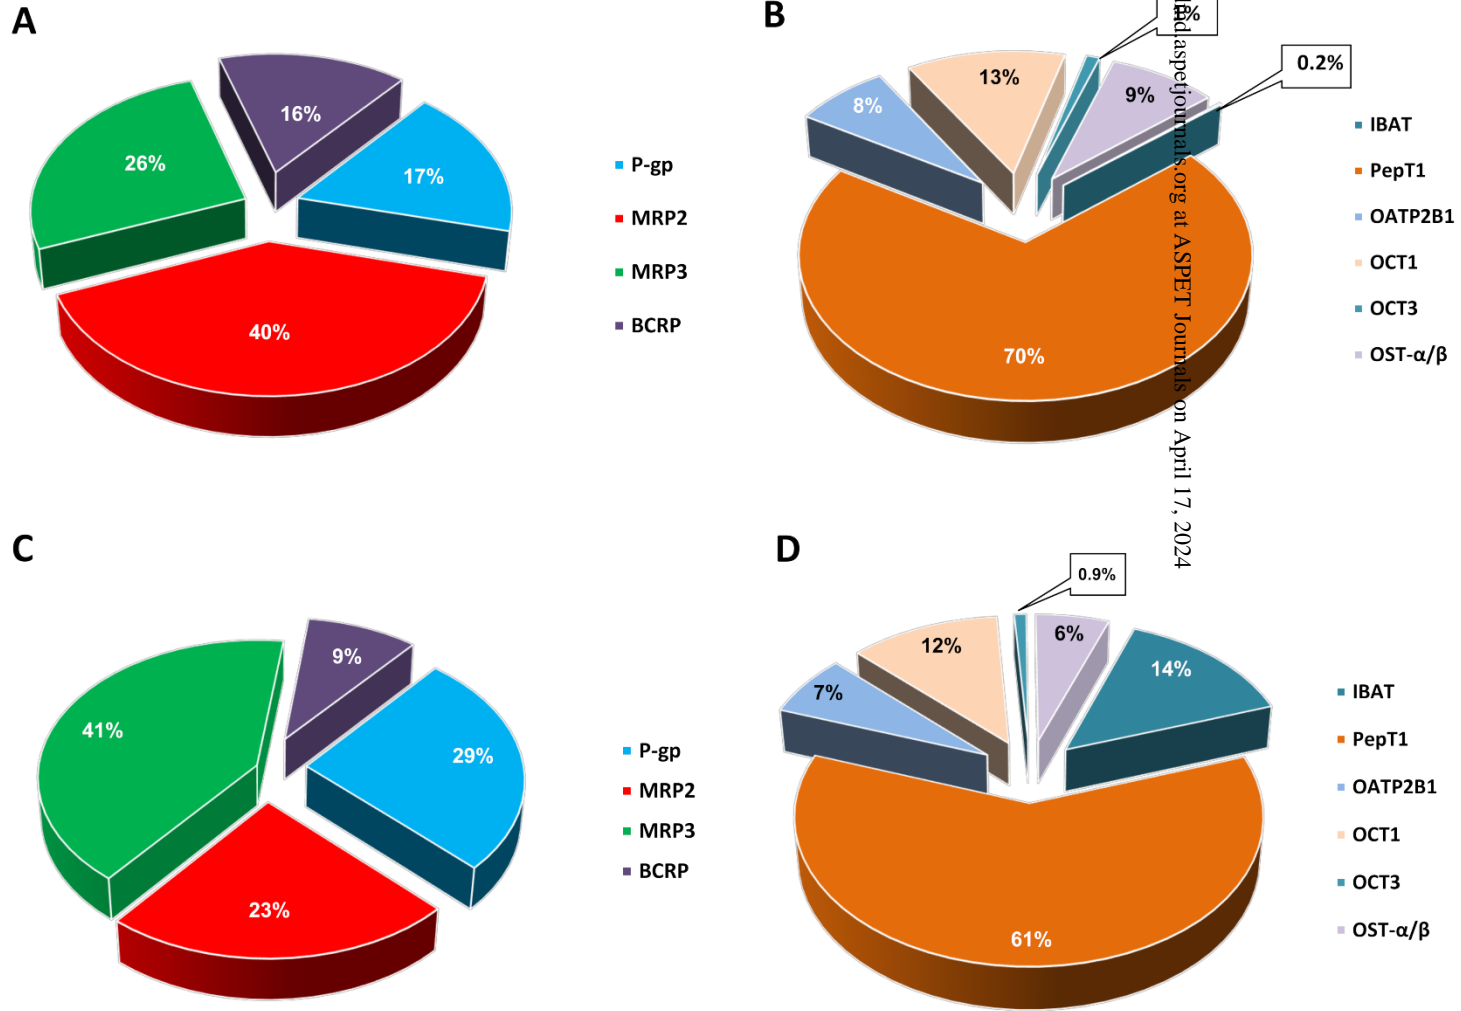 A
26%
16%
17%
40%
P-gp
MRP2
MRP3
BCRP
B
8%
13%
9%
0.2%
70%
IBAT
PepT1
OATP2B1
OCT1
OCT3
OST-α/β
aspetjournals.org at ASPET Journals on April 17, 2024
C
41%
9%
29%
23%
P-gp
MRP2
MRP3
BCRP
D
0.9%
7%
12%
6%
14%
61%
IBAT
PepT1
OATP2B1
OCT1
OCT3
OST-α/β